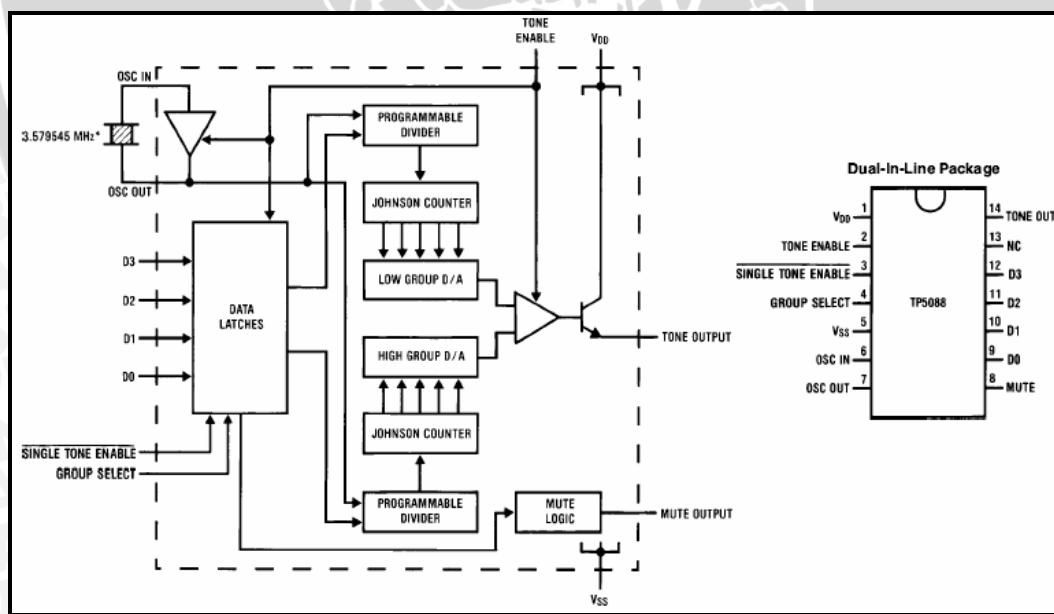 TONE
ENABLE
VDD
OSC IN
3.579545 MHz*
OSC OUT
PROGRAMMABLE
DIVIDER
JOHNSON COUNTER
LOW GROUP D/A
D3
D2
D1
D0
DATA
LATCHES
HIGH GROUP D/A
JOHNSON COUNTER
TONE OUTPUT
SINGLE TONE ENABLE
GROUP SELECT
PROGRAMMABLE
DIVIDER
MUTE
LOGIC
MUTE OUTPUT
VSS
Dual-In-Line Package
VDD 1
14 TONE OUT
TONE ENABLE 2
13 NC
SINGLE TONE ENABLE 3
12 D3
GROUP SELECT 4
TP5088
11 D2
VSS 5
10 D1
OSC IN 6
9 D0
OSC OUT 7
8 MUTE